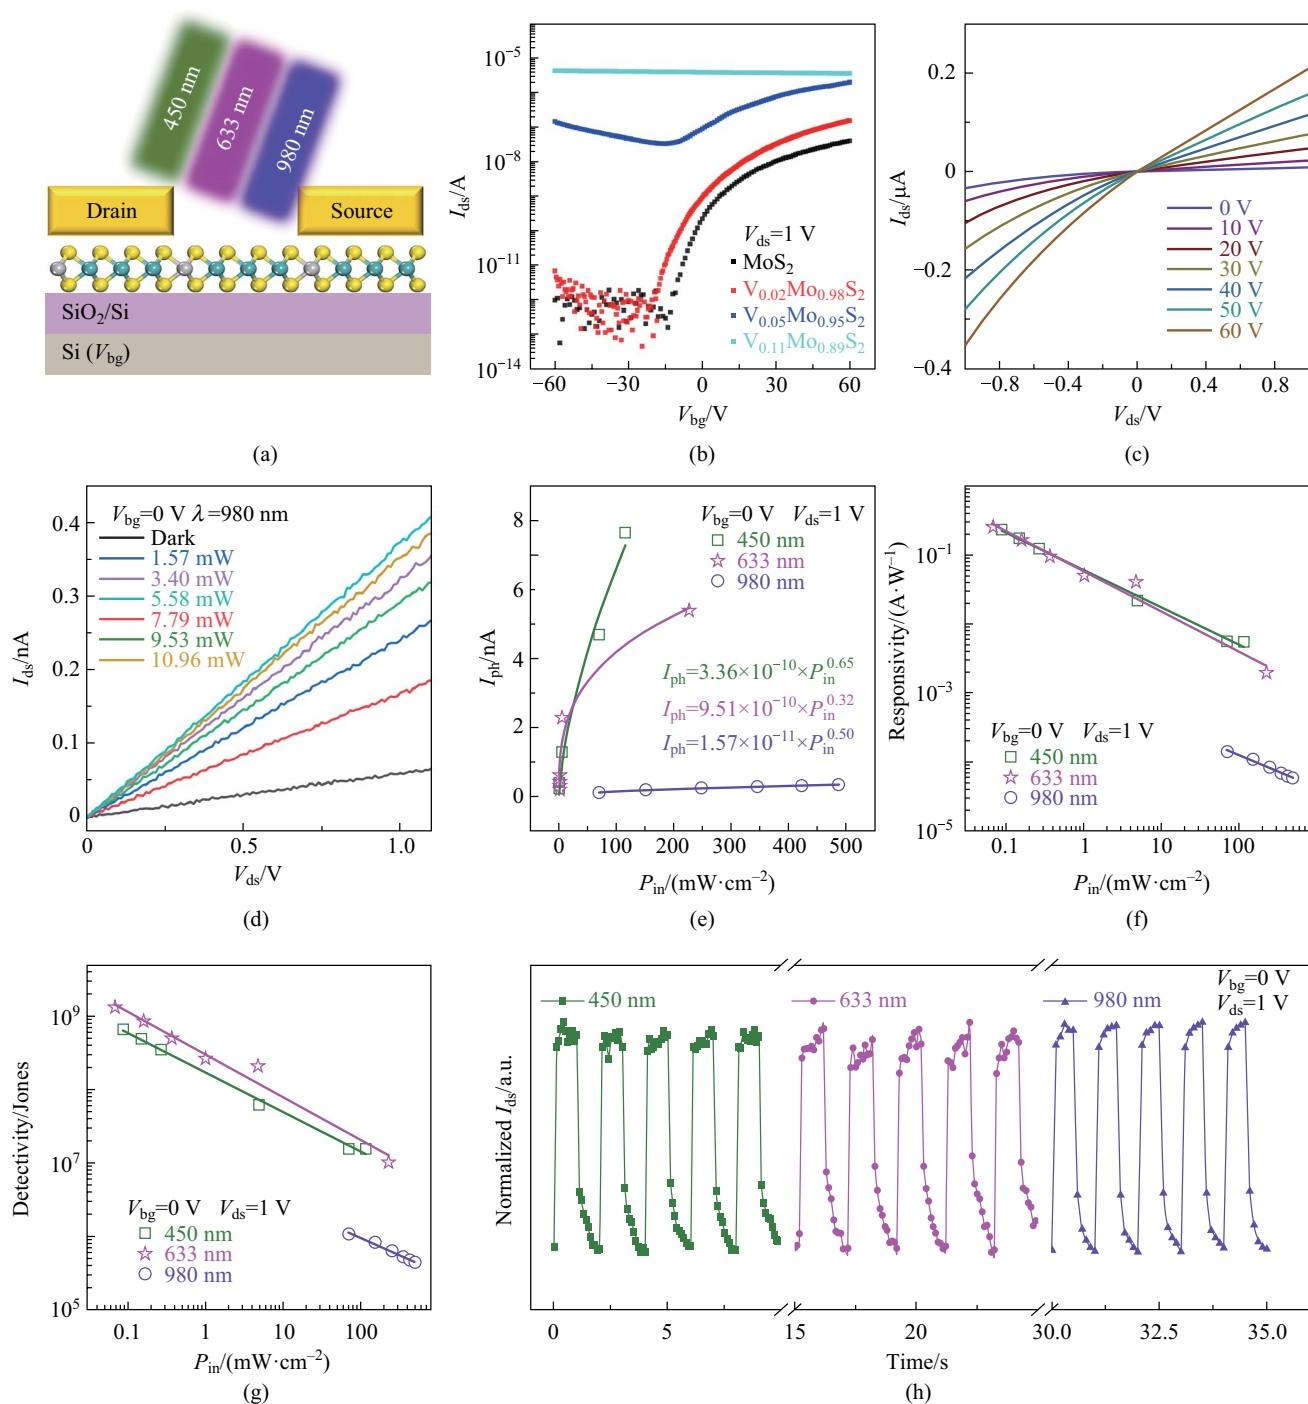 450 nm
633 nm
980 nm
Drain
Source
SiO2/Si
Si (Vbg)
(a)
10−5
10−8
10−11
10−14
Ids/A
Vds=1 V
MoS2
V0.02Mo0.98S2
V0.05Mo0.95S2
V0.11Mo0.89S2
−60
−30
0
30
60
Vbg/V
(b)
0.2
0
−0.2
−0.4
Ids/μA
0 V
10 V
20 V
30 V
40 V
50 V
60 V
−0.8
−0.4
0
0.4
0.8
Vds/V
(c)
0.4
0.3
0.2
0.1
0
Ids/nA
Vbg=0 V λ=980 nm
Dark
1.57 mW
3.40 mW
5.58 mW
7.79 mW
9.53 mW
10.96 mW
0
0.5
1.0
Vds/V
(d)
8
6
4
2
0
Iph/nA
Vbg=0 V Vds=1 V
450 nm
633 nm
980 nm
Iph=3.36×10−10×Pin0.65
Iph=9.51×10−10×Pin0.32
Iph=1.57×10−11×Pin0.50
0
100
200
300
400
500
Pin/(mW·cm−2)
(e)
10−1
10−3
10−5
Responsivity/(A·W−1)
Vbg=0 V Vds=1 V
450 nm
633 nm
980 nm
0.1
1
10
100
Pin/(mW·cm−2)
(f)
109
107
105
Detectivity/Jones
Vbg=0 V Vds=1 V
450 nm
633 nm
980 nm
0.1
1
10
100
Pin/(mW·cm−2)
(g)
Normalized Ids/a.u.
450 nm
633 nm
980 nm
Vbg=0 V
Vds=1 V
0
5
15
20
30.0
32.5
35.0
Time/s
(h)